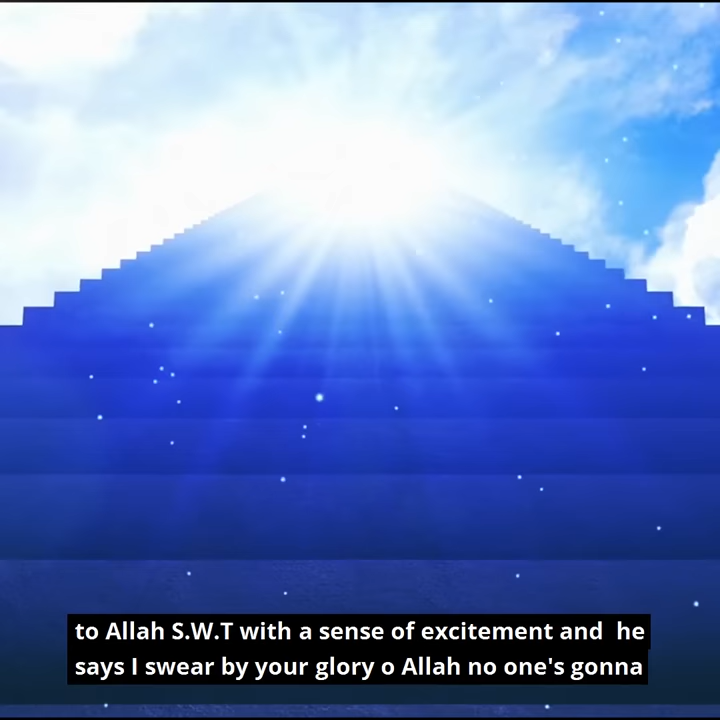 to Allah S.W.T with a sense of excitement and  he
says I swear by your glory o Allah no one's gonna